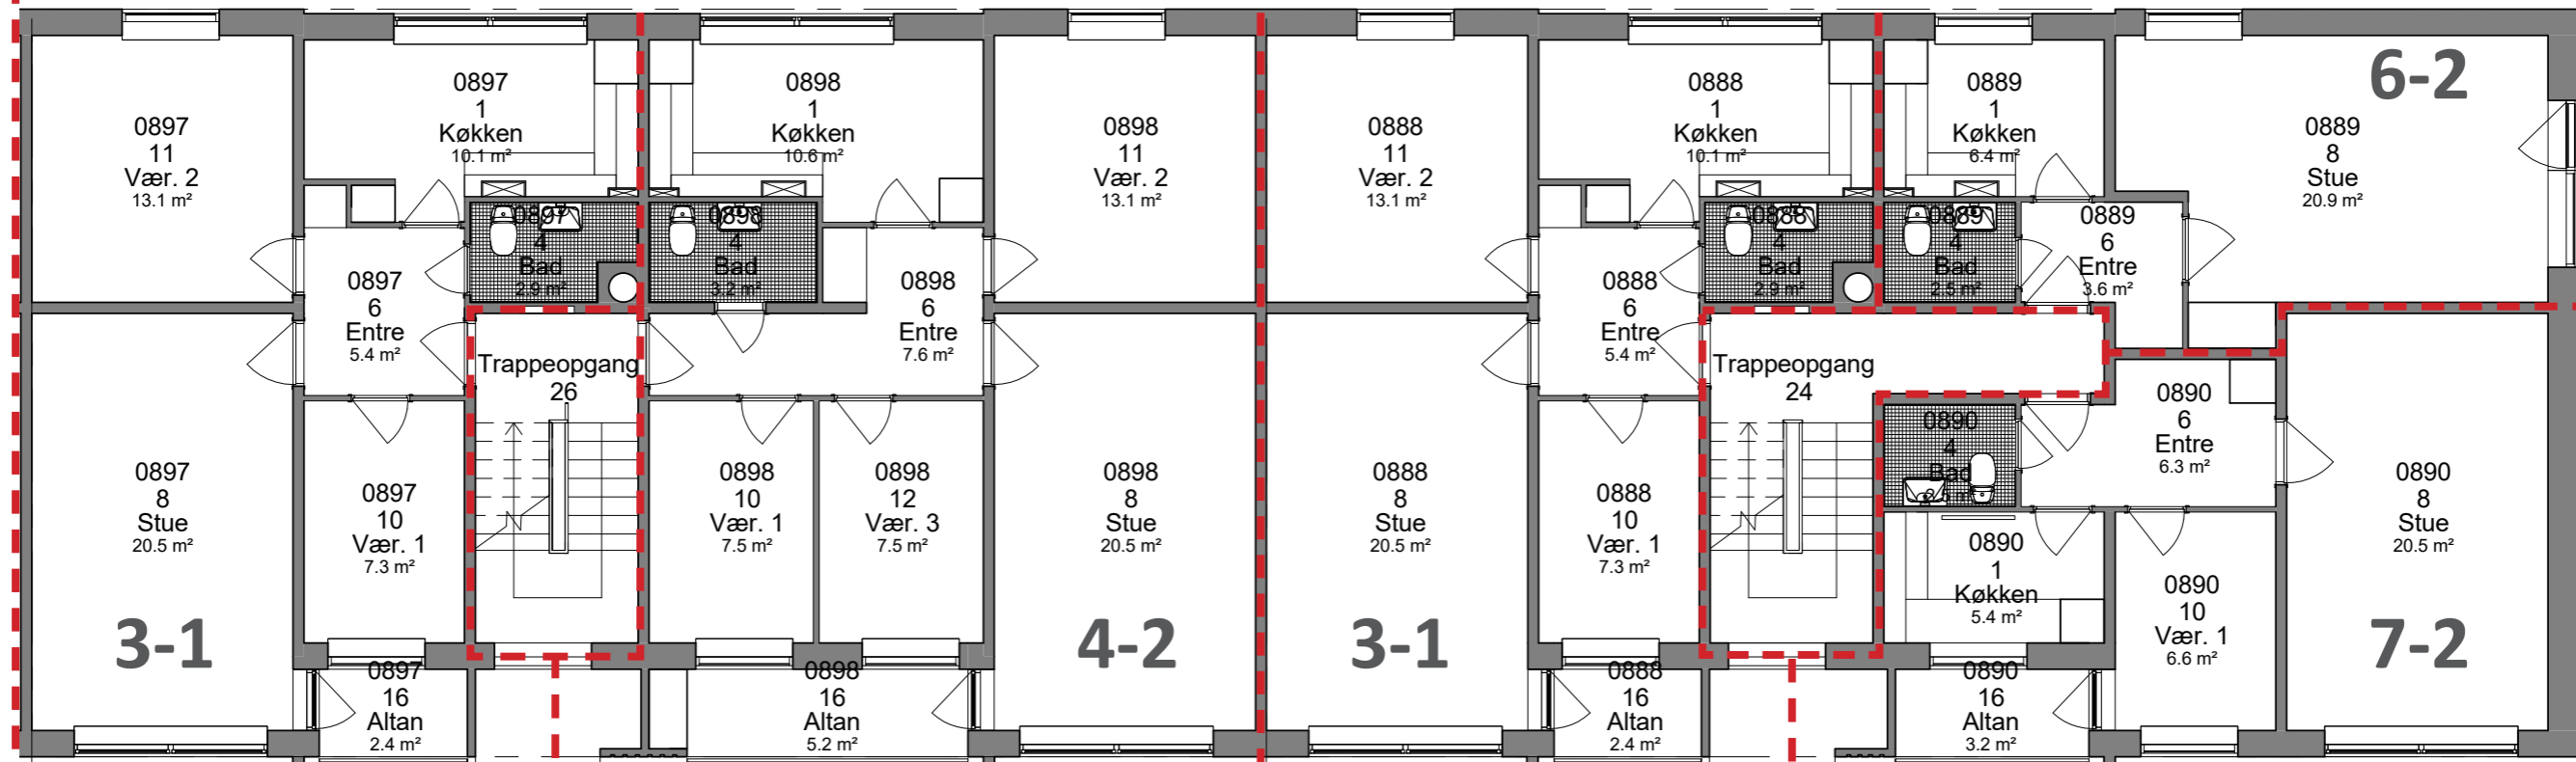 0897
11
Vær. 2
13.1 m²
0897
1
Køkken
10.1 m²
0898
1
Køkken
10.6 m²
0898
11
Vær. 2
13.1 m²
0888
11
Vær. 2
13.1 m²
0888
1
Køkken
10.1 m²
0889
1
Køkken
6.4 m²
6-2
0889
8
Stue
20.9 m²
0897
4
Bad
2.9 m²
0898
4
Bad
3.2 m²
0888
4
Bad
2.9 m²
0889
4
Bad
2.5 m²
0889
6
Entre
3.6 m²
0897
6
Entre
5.4 m²
0898
6
Entre
7.6 m²
0888
6
Entre
5.4 m²
Trappeopgang
26
Trappeopgang
24
0890
4
Bad
0890
6
Entre
6.3 m²
0897
8
Stue
20.5 m²
0897
10
Vær. 1
7.3 m²
0898
10
Vær. 1
7.5 m²
0898
12
Vær. 3
7.5 m²
0898
8
Stue
20.5 m²
0888
8
Stue
20.5 m²
0888
10
Vær. 1
7.3 m²
0890
1
Køkken
5.4 m²
0890
10
Vær. 1
6.6 m²
0890
8
Stue
20.5 m²
3-1
4-2
3-1
7-2
0897
16
Altan
2.4 m²
0898
16
Altan
5.2 m²
0888
16
Altan
2.4 m²
0890
16
Altan
3.2 m²